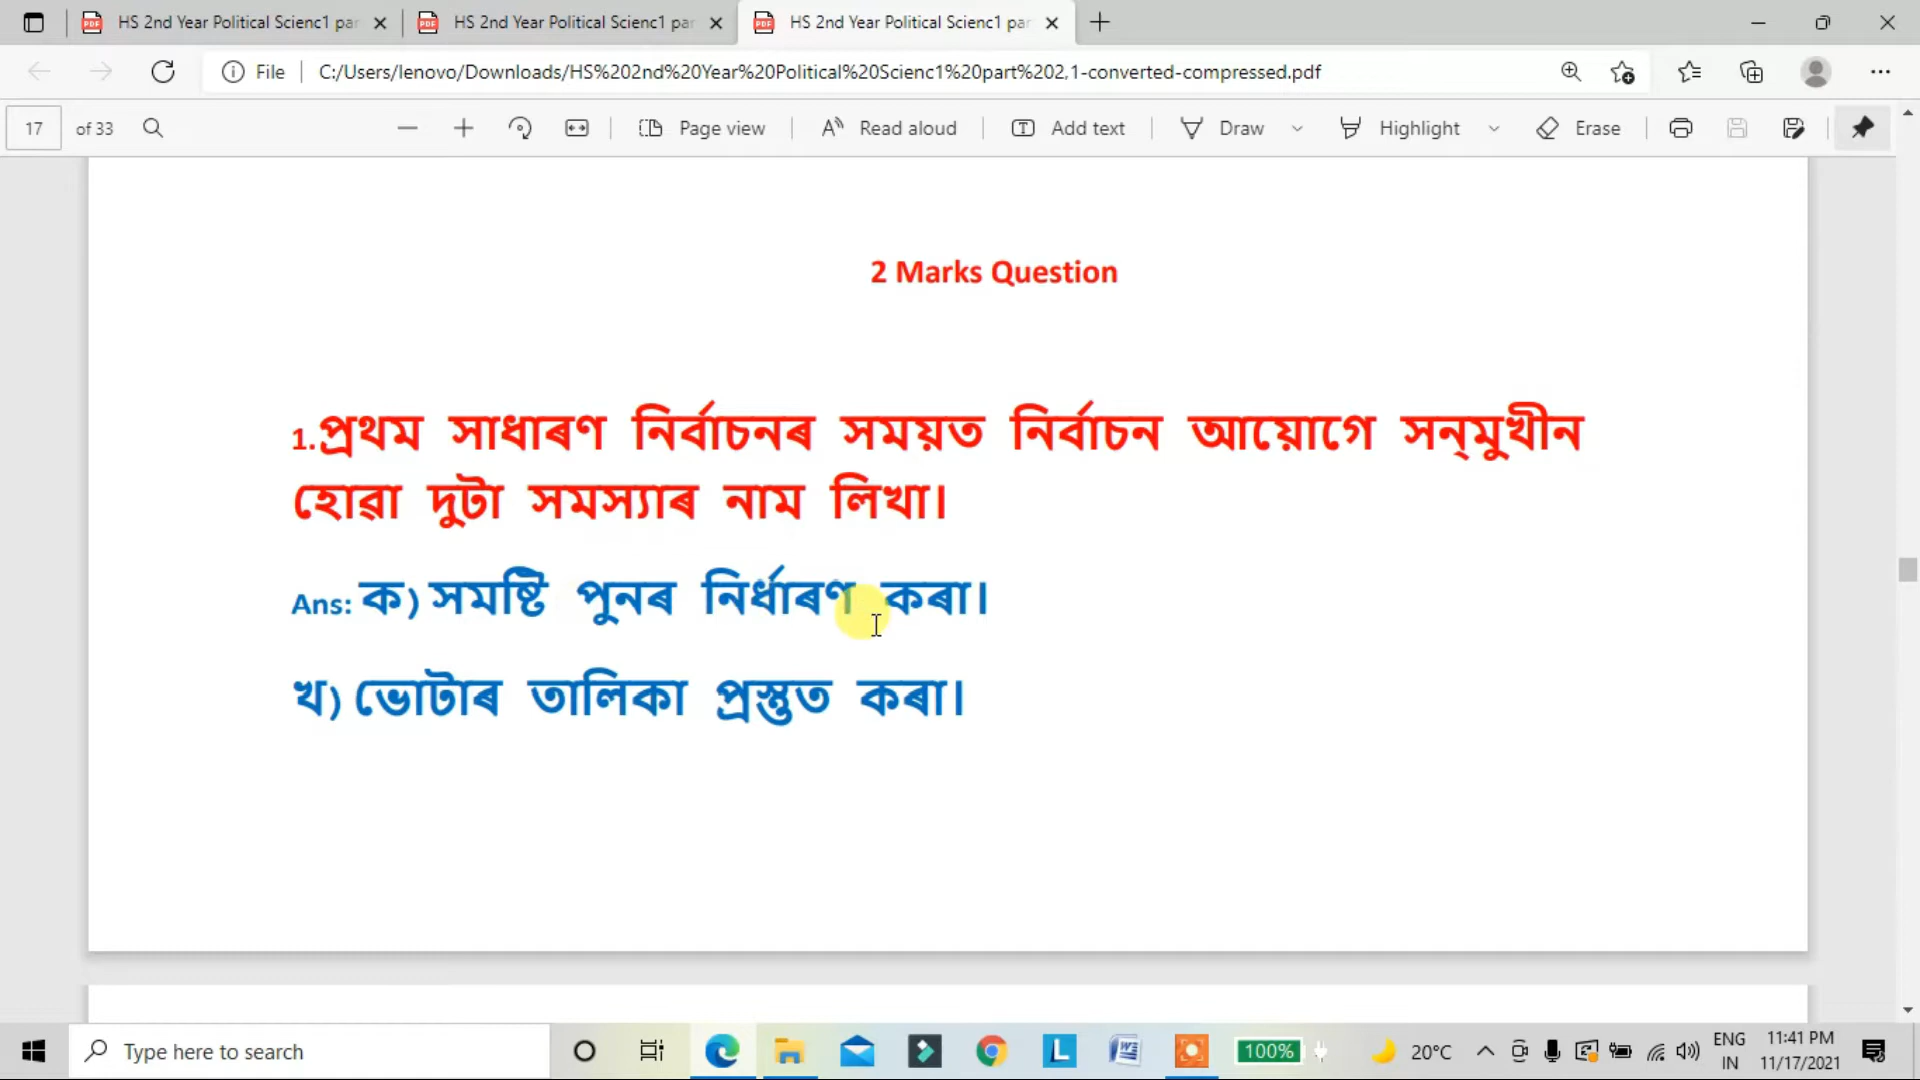 HS 2nd Year Political Scienc1 par
HS 2nd Year Political Scienc1 par
HS 2nd Year Political Scienc1 par
File
C:/Users/lenovo/Downloads/HS%202nd%20Year%20Political%20Scienc1%20part%202,1-converted-compressed.pdf
17 of 33
Page view
Read aloud
Add text
Draw
Highlight
Erase
2 Marks Question
1.প্ৰথম সাধাৰণ নিৰ্বাচনৰ সময়ত নিৰ্বাচন আয়োগে সন্মুখীন
হোৱা দুটা সমস্যাৰ নাম লিখা।
Ans: ক) সমষ্টি পুনৰ নিৰ্ধাৰণ কৰা।
খ) ভোটাৰ তালিকা প্ৰস্তুত কৰা।
Type here to search
100%
20°C
ENG
IN
11:41 PM
11/17/2021